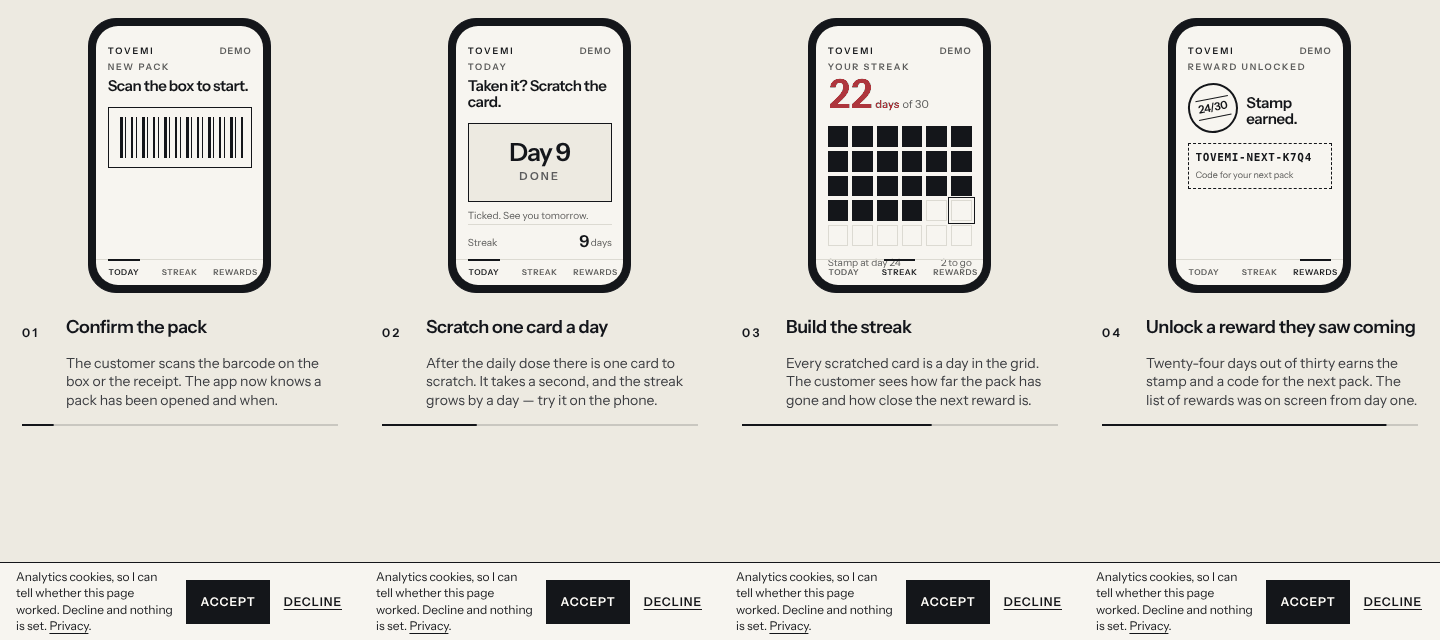 TOVEMI DEMO
NEW PACK
Scan the box to start.
TODAY STREAK REWARDS
01 Confirm the pack
The customer scans the barcode on the
box or the receipt. The app now knows a
pack has been opened and when.
Analytics cookies, so I can
tell whether this page
worked. Decline and nothing
is set. Privacy.
ACCEPT DECLINE
TOVEMI DEMO
TODAY
Taken it? Scratch the
card.
Day 9
DONE
Ticked. See you tomorrow.
Streak 9 days
TODAY STREAK REWARDS
02 Scratch one card a day
After the daily dose there is one card to
scratch. It takes a second, and the streak
grows by a day — try it on the phone.
Analytics cookies, so I can
tell whether this page
worked. Decline and nothing
is set. Privacy.
ACCEPT DECLINE
TOVEMI DEMO
YOUR STREAK
22 days of 30
Stamp at day 24 2 to go
TODAY STREAK REWARDS
03 Build the streak
Every scratched card is a day in the grid.
The customer sees how far the pack has
gone and how close the next reward is.
Analytics cookies, so I can
tell whether this page
worked. Decline and nothing
is set. Privacy.
ACCEPT DECLINE
TOVEMI DEMO
REWARD UNLOCKED
24/30
Stamp
earned.
TOVEMI-NEXT-K7Q4
Code for your next pack
TODAY STREAK REWARDS
04 Unlock a reward they saw coming
Twenty-four days out of thirty earns the
stamp and a code for the next pack. The
list of rewards was on screen from day one.
Analytics cookies, so I can
tell whether this page
worked. Decline and nothing
is set. Privacy.
ACCEPT DECLINE